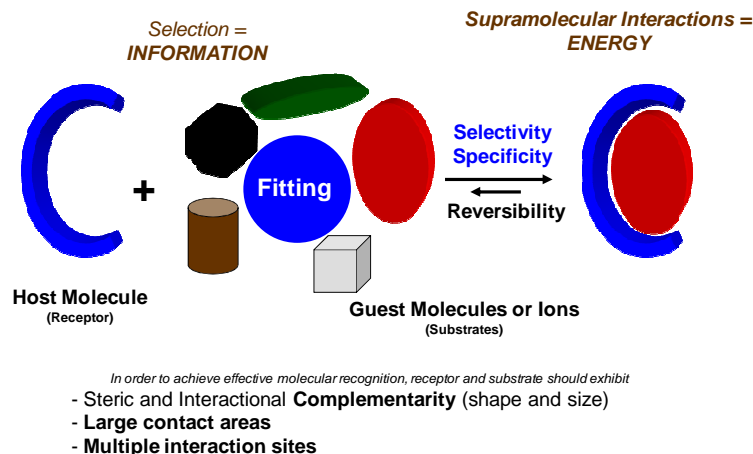 Selection =
INFORMATION
Supramolecular Interactions =
ENERGY
+
Fitting
Selectivity
Specificity
Reversibility
Host Molecule
(Receptor)
Guest Molecules or Ions
(Substrates)
In order to achieve effective molecular recognition, receptor and substrate should exhibit
- Steric and Interactional Complementarity (shape and size)
- Large contact areas
- Multiple interaction sites